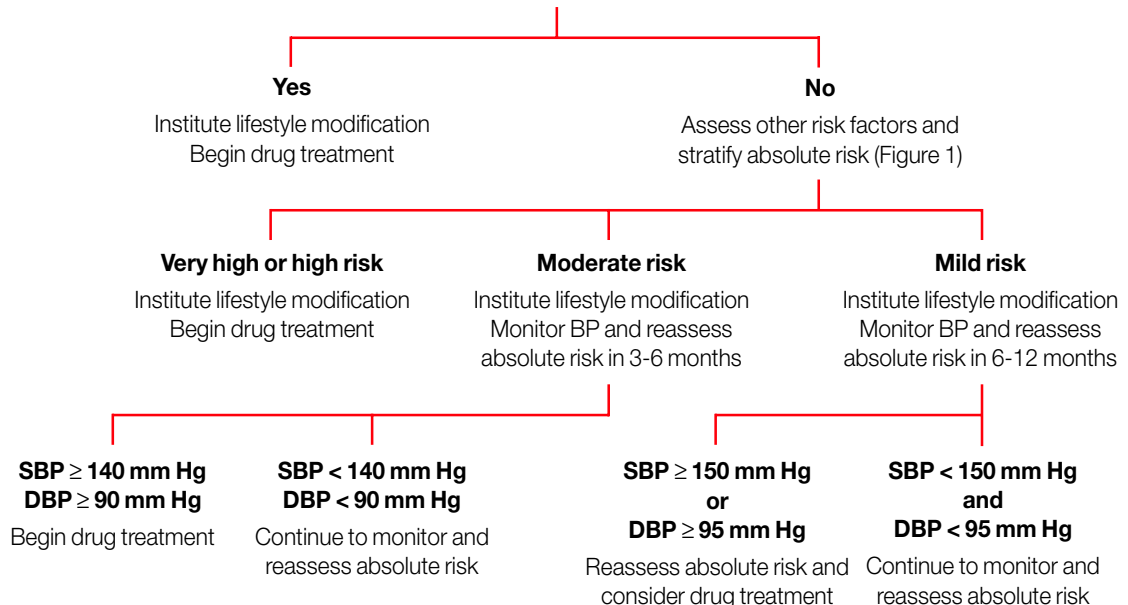 Yes
Institute lifestyle modification
Begin drug treatment
No
Assess other risk factors and
stratify absolute risk (Figure 1)
Very high or high risk
Institute lifestyle modification
Begin drug treatment
Moderate risk
Institute lifestyle modification
Monitor BP and reassess
absolute risk in 3-6 months
Mild risk
Institute lifestyle modification
Monitor BP and reassess
absolute risk in 6-12 months
SBP ≥ 140 mm Hg
DBP ≥ 90 mm Hg
Begin drug treatment
SBP < 140 mm Hg
DBP < 90 mm Hg
Continue to monitor and
reassess absolute risk
SBP ≥ 150 mm Hg
or
DBP ≥ 95 mm Hg
Reassess absolute risk and
consider drug treatment
SBP < 150 mm Hg
and
DBP < 95 mm Hg
Continue to monitor and
reassess absolute risk